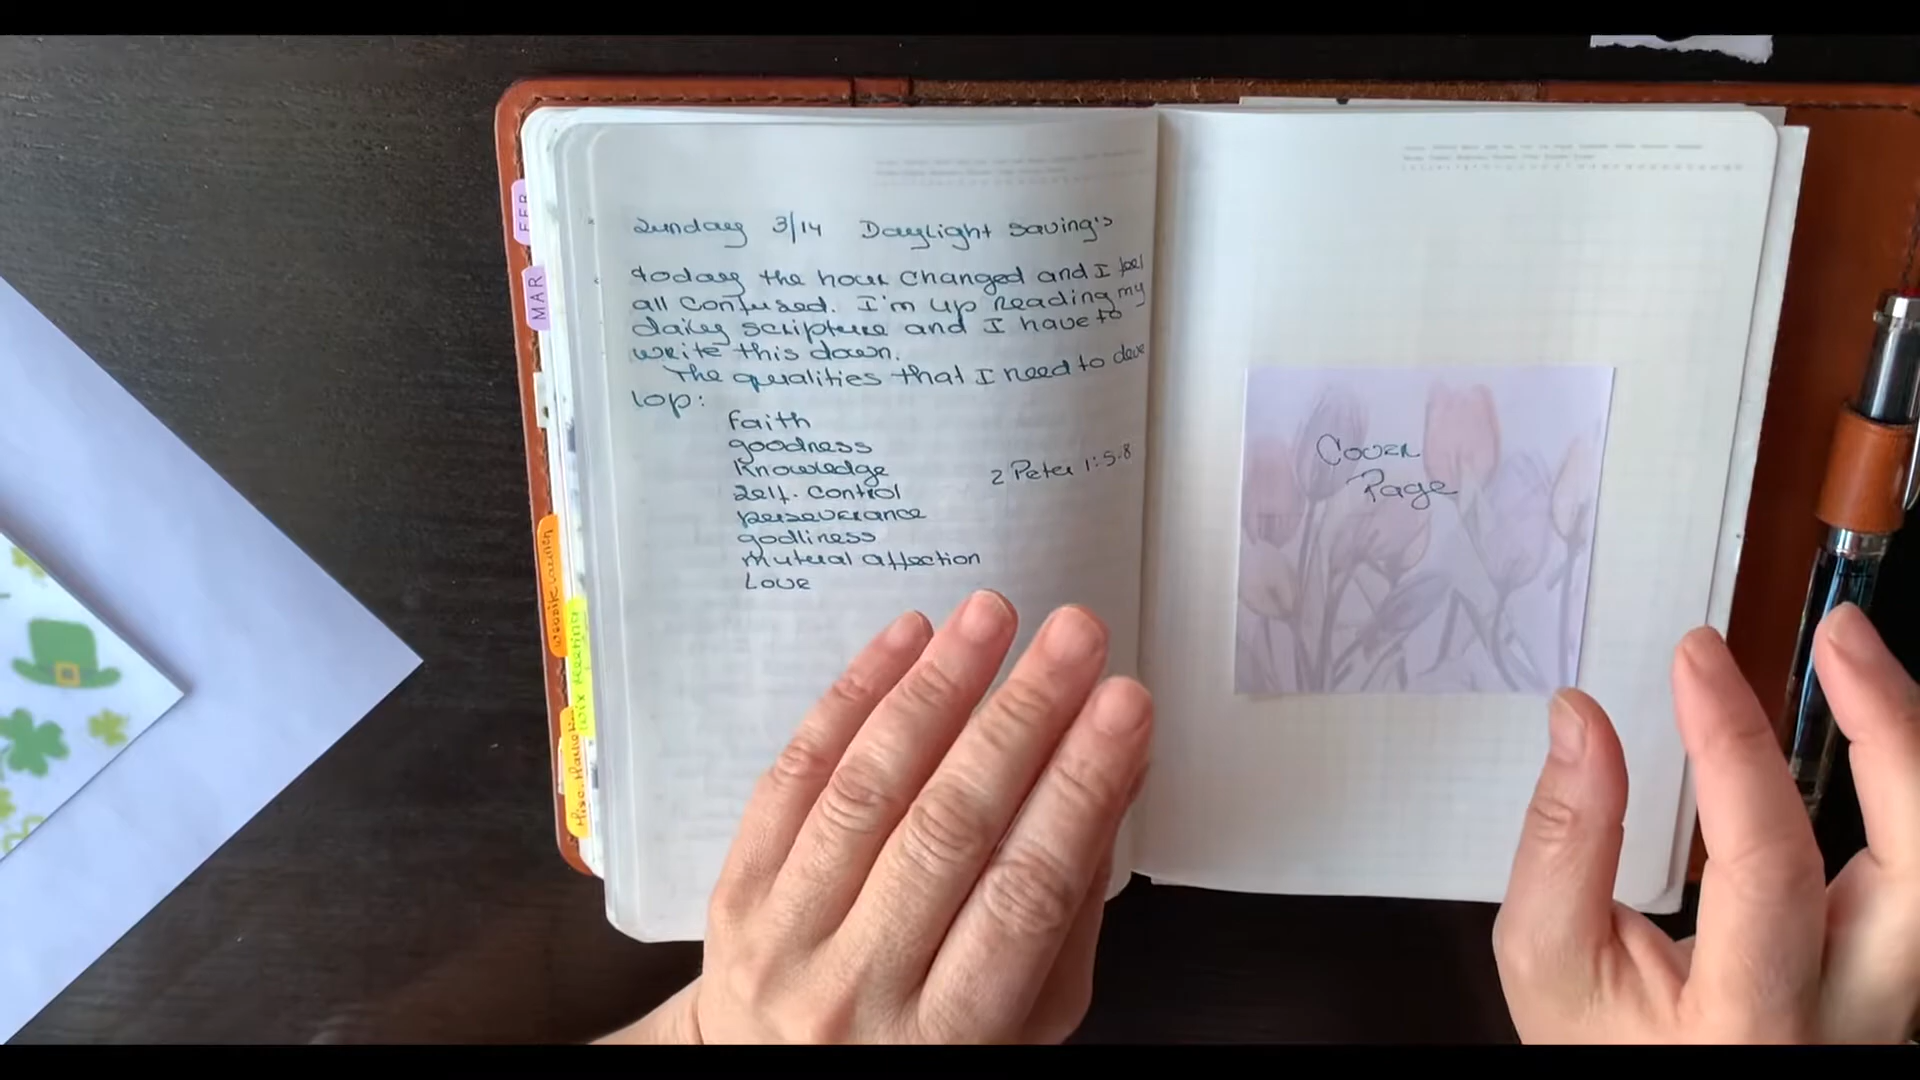 FEB
MAR
Sunday 3/14 Daylight Saving's
today the hour changed and I feel
all confused. I'm up reading my
daily scripture and I have to
write this down.
The qualities that I need to deve
lop:
Faith
goodness
Knowledge
2 Peter 1:5-8
Self-control
perseverance
godliness
mutual affection
Love
Wix Meeting
Cover
Page